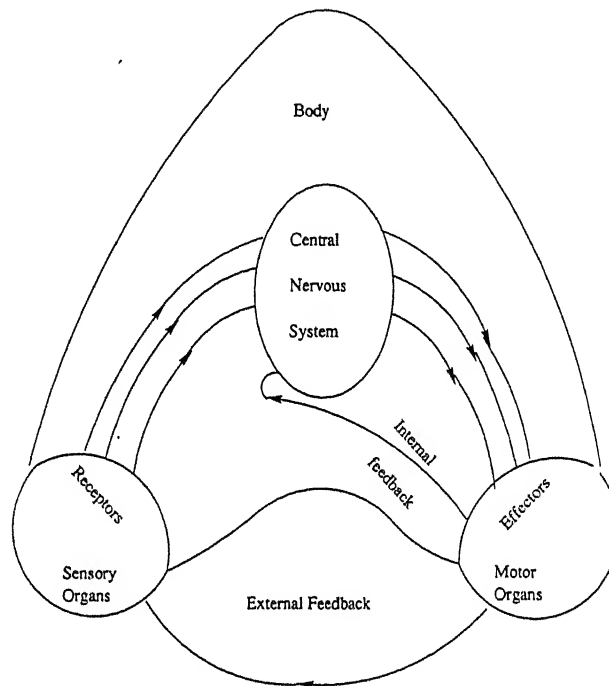 Body
Central
Nervous
System
Internal
feedback
Receptors
Effectors
Sensory
Organs
Motor
Organs
External Feedback